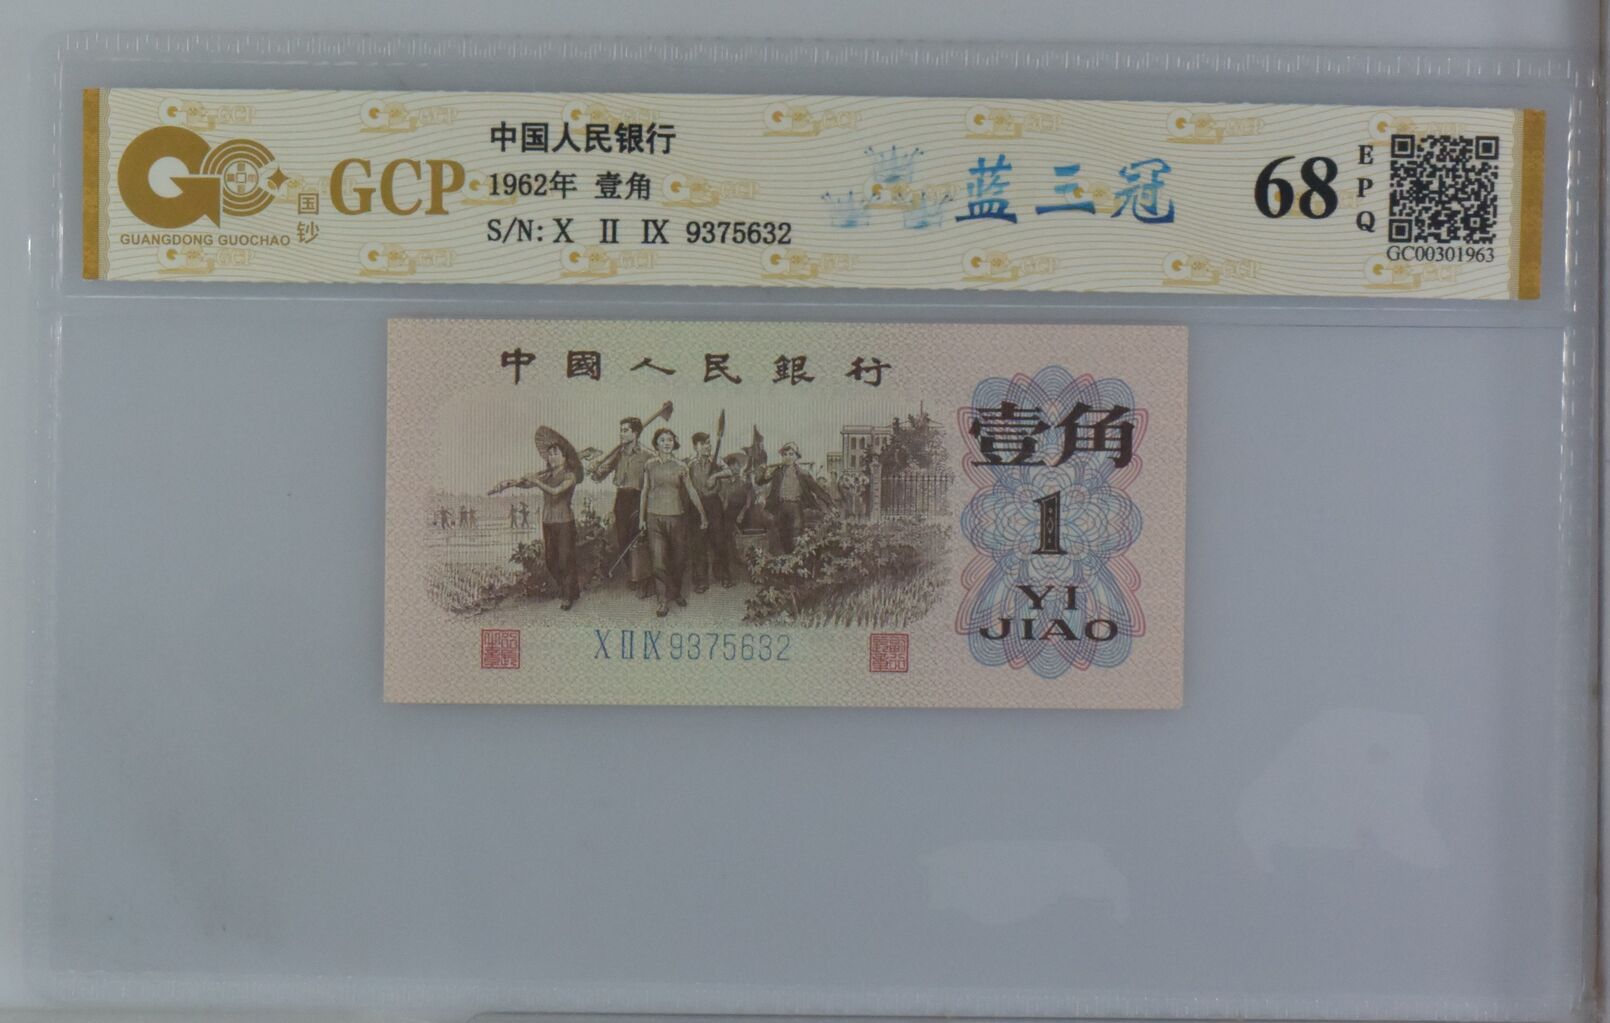 GCP
国钞
GUANGDONG GUOCHAO
中国人民银行
1962年 壹角
S/N: X II IX 9375632
蓝三冠
68
EPQ
GC00301963
中國人民銀行
壹角
1
YI
JIAO
X II IX 9375632